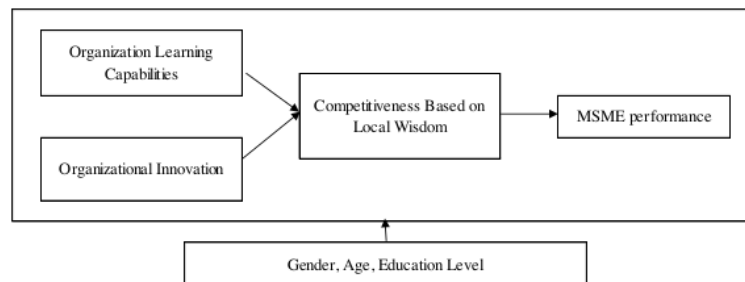 Organization Learning
Capabilities
Competitiveness Based on
Local Wisdom
MSME performance
Organizational Innovation
Gender, Age, Education Level